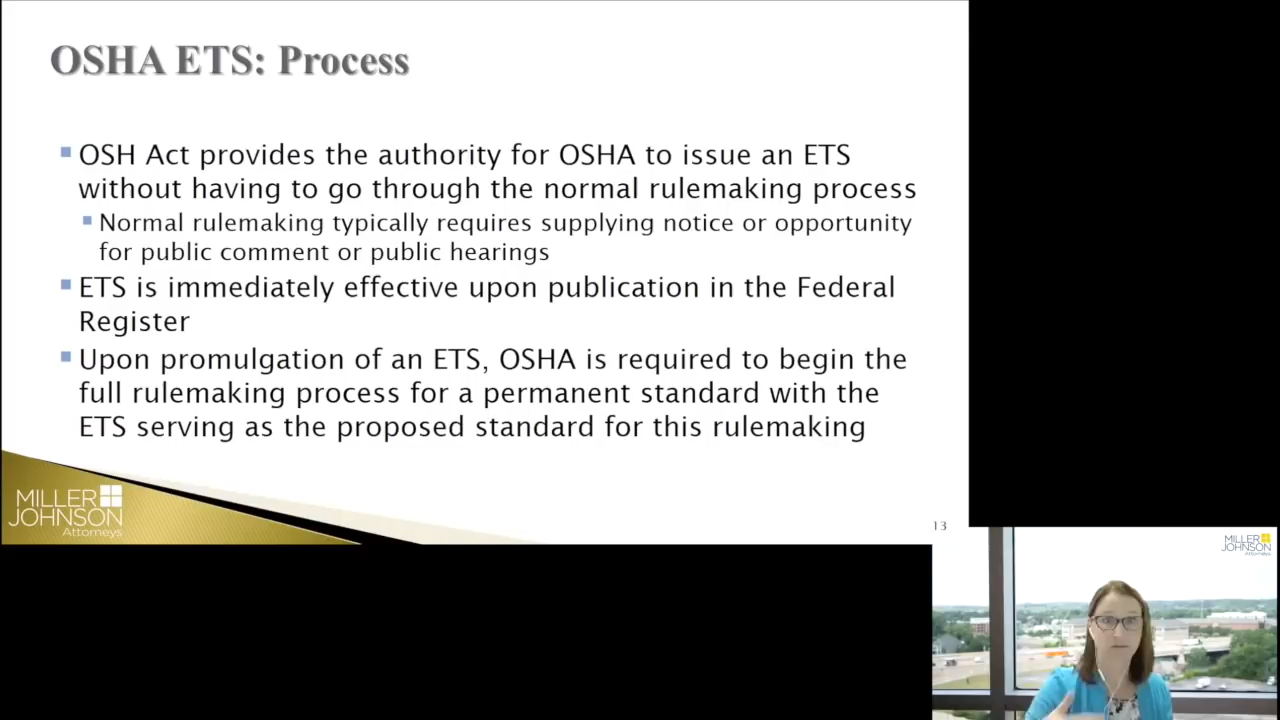 OSHA ETS: Process
OSH Act provides the authority for OSHA to issue an ETS
without having to go through the normal rulemaking process
Normal rulemaking typically requires supplying notice or opportunity
for public comment or public hearings
ETS is immediately effective upon publication in the Federal
Register
Upon promulgation of an ETS, OSHA is required to begin the
full rulemaking process for a permanent standard with the
ETS serving as the proposed standard for this rulemaking
MILLER
JOHNSON
Attorneys
13
MILLER
JOHNSON
Attorneys